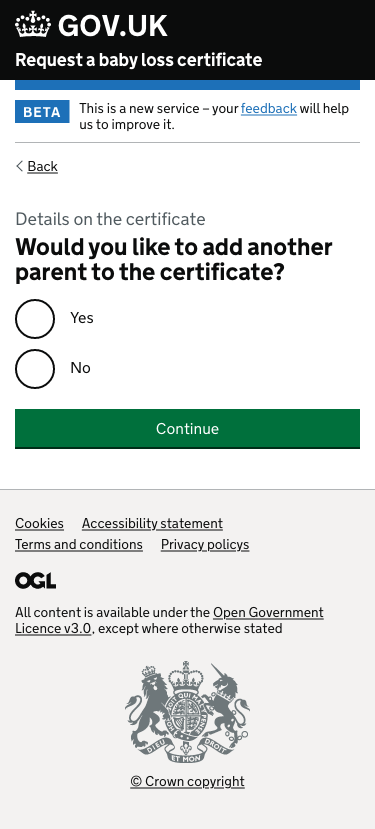 GOV.UK
Request a baby loss certificate
BETA
This is a new service – your feedback will help
us to improve it.
Back
Details on the certificate
Would you like to add another
parent to the certificate?
Yes
No
Continue
Cookies Accessibility statement
Terms and conditions Privacy policys
OGL
All content is available under the Open Government
Licence v3.0, except where otherwise stated
DIEU ET MON DROIT
© Crown copyright